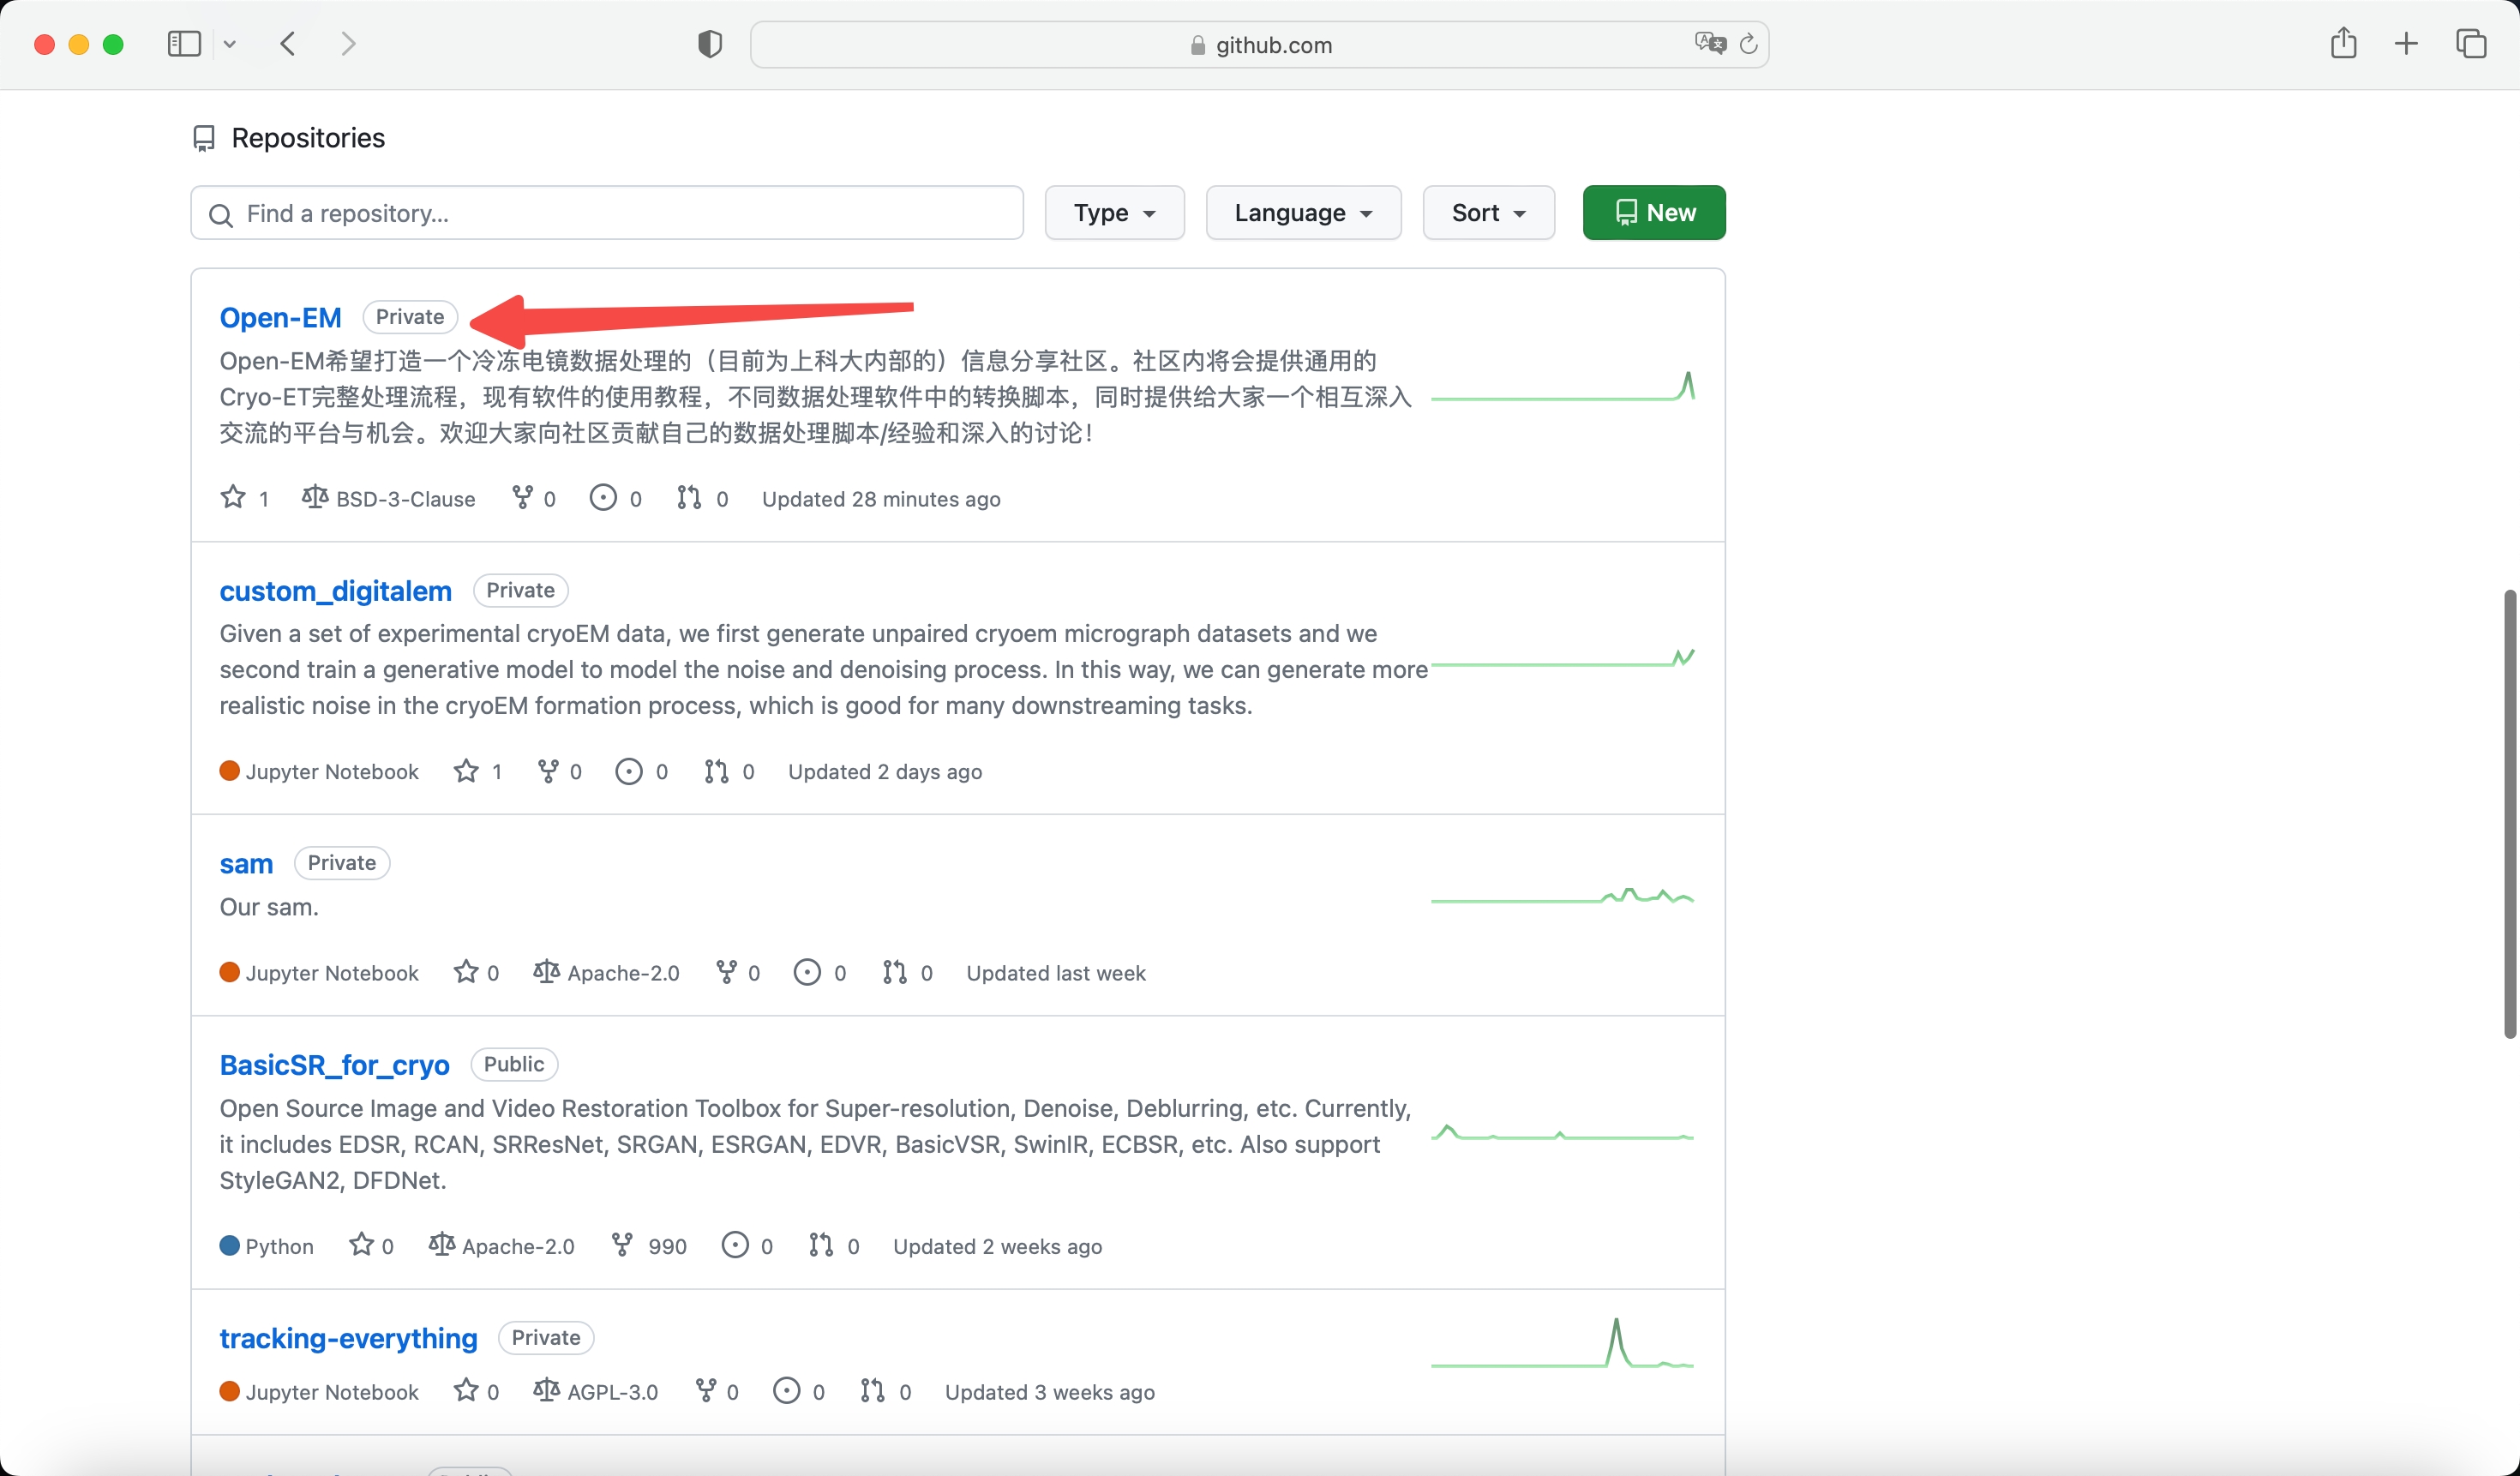 github.com
Repositories
Find a repository...
Type
Language
Sort
New
Open-EM Private
Open-EM希望打造一个冷冻电镜数据处理的（目前为上科大内部的）信息分享社区。社区内将会提供通用的
Cryo-ET完整处理流程，现有软件的使用教程，不同数据处理软件中的转换脚本，同时提供给大家一个相互深入
交流的平台与机会。欢迎大家向社区贡献自己的数据处理脚本/经验和深入的讨论！
1 BSD-3-Clause 0 0 0 Updated 28 minutes ago
custom_digitalem Private
Given a set of experimental cryoEM data, we first generate unpaired cryoem micrograph datasets and we
second train a generative model to model the noise and denoising process. In this way, we can generate more
realistic noise in the cryoEM formation process, which is good for many downstreaming tasks.
Jupyter Notebook 1 0 0 0 Updated 2 days ago
sam Private
Our sam.
Jupyter Notebook 0 Apache-2.0 0 0 0 Updated last week
BasicSR_for_cryo Public
Open Source Image and Video Restoration Toolbox for Super-resolution, Denoise, Deblurring, etc. Currently,
it includes EDSR, RCAN, SRResNet, SRGAN, ESRGAN, EDVR, BasicVSR, SwinIR, ECBSR, etc. Also support
StyleGAN2, DFDNet.
Python 0 Apache-2.0 990 0 0 Updated 2 weeks ago
tracking-everything Private
Jupyter Notebook 0 AGPL-3.0 0 0 0 Updated 3 weeks ago